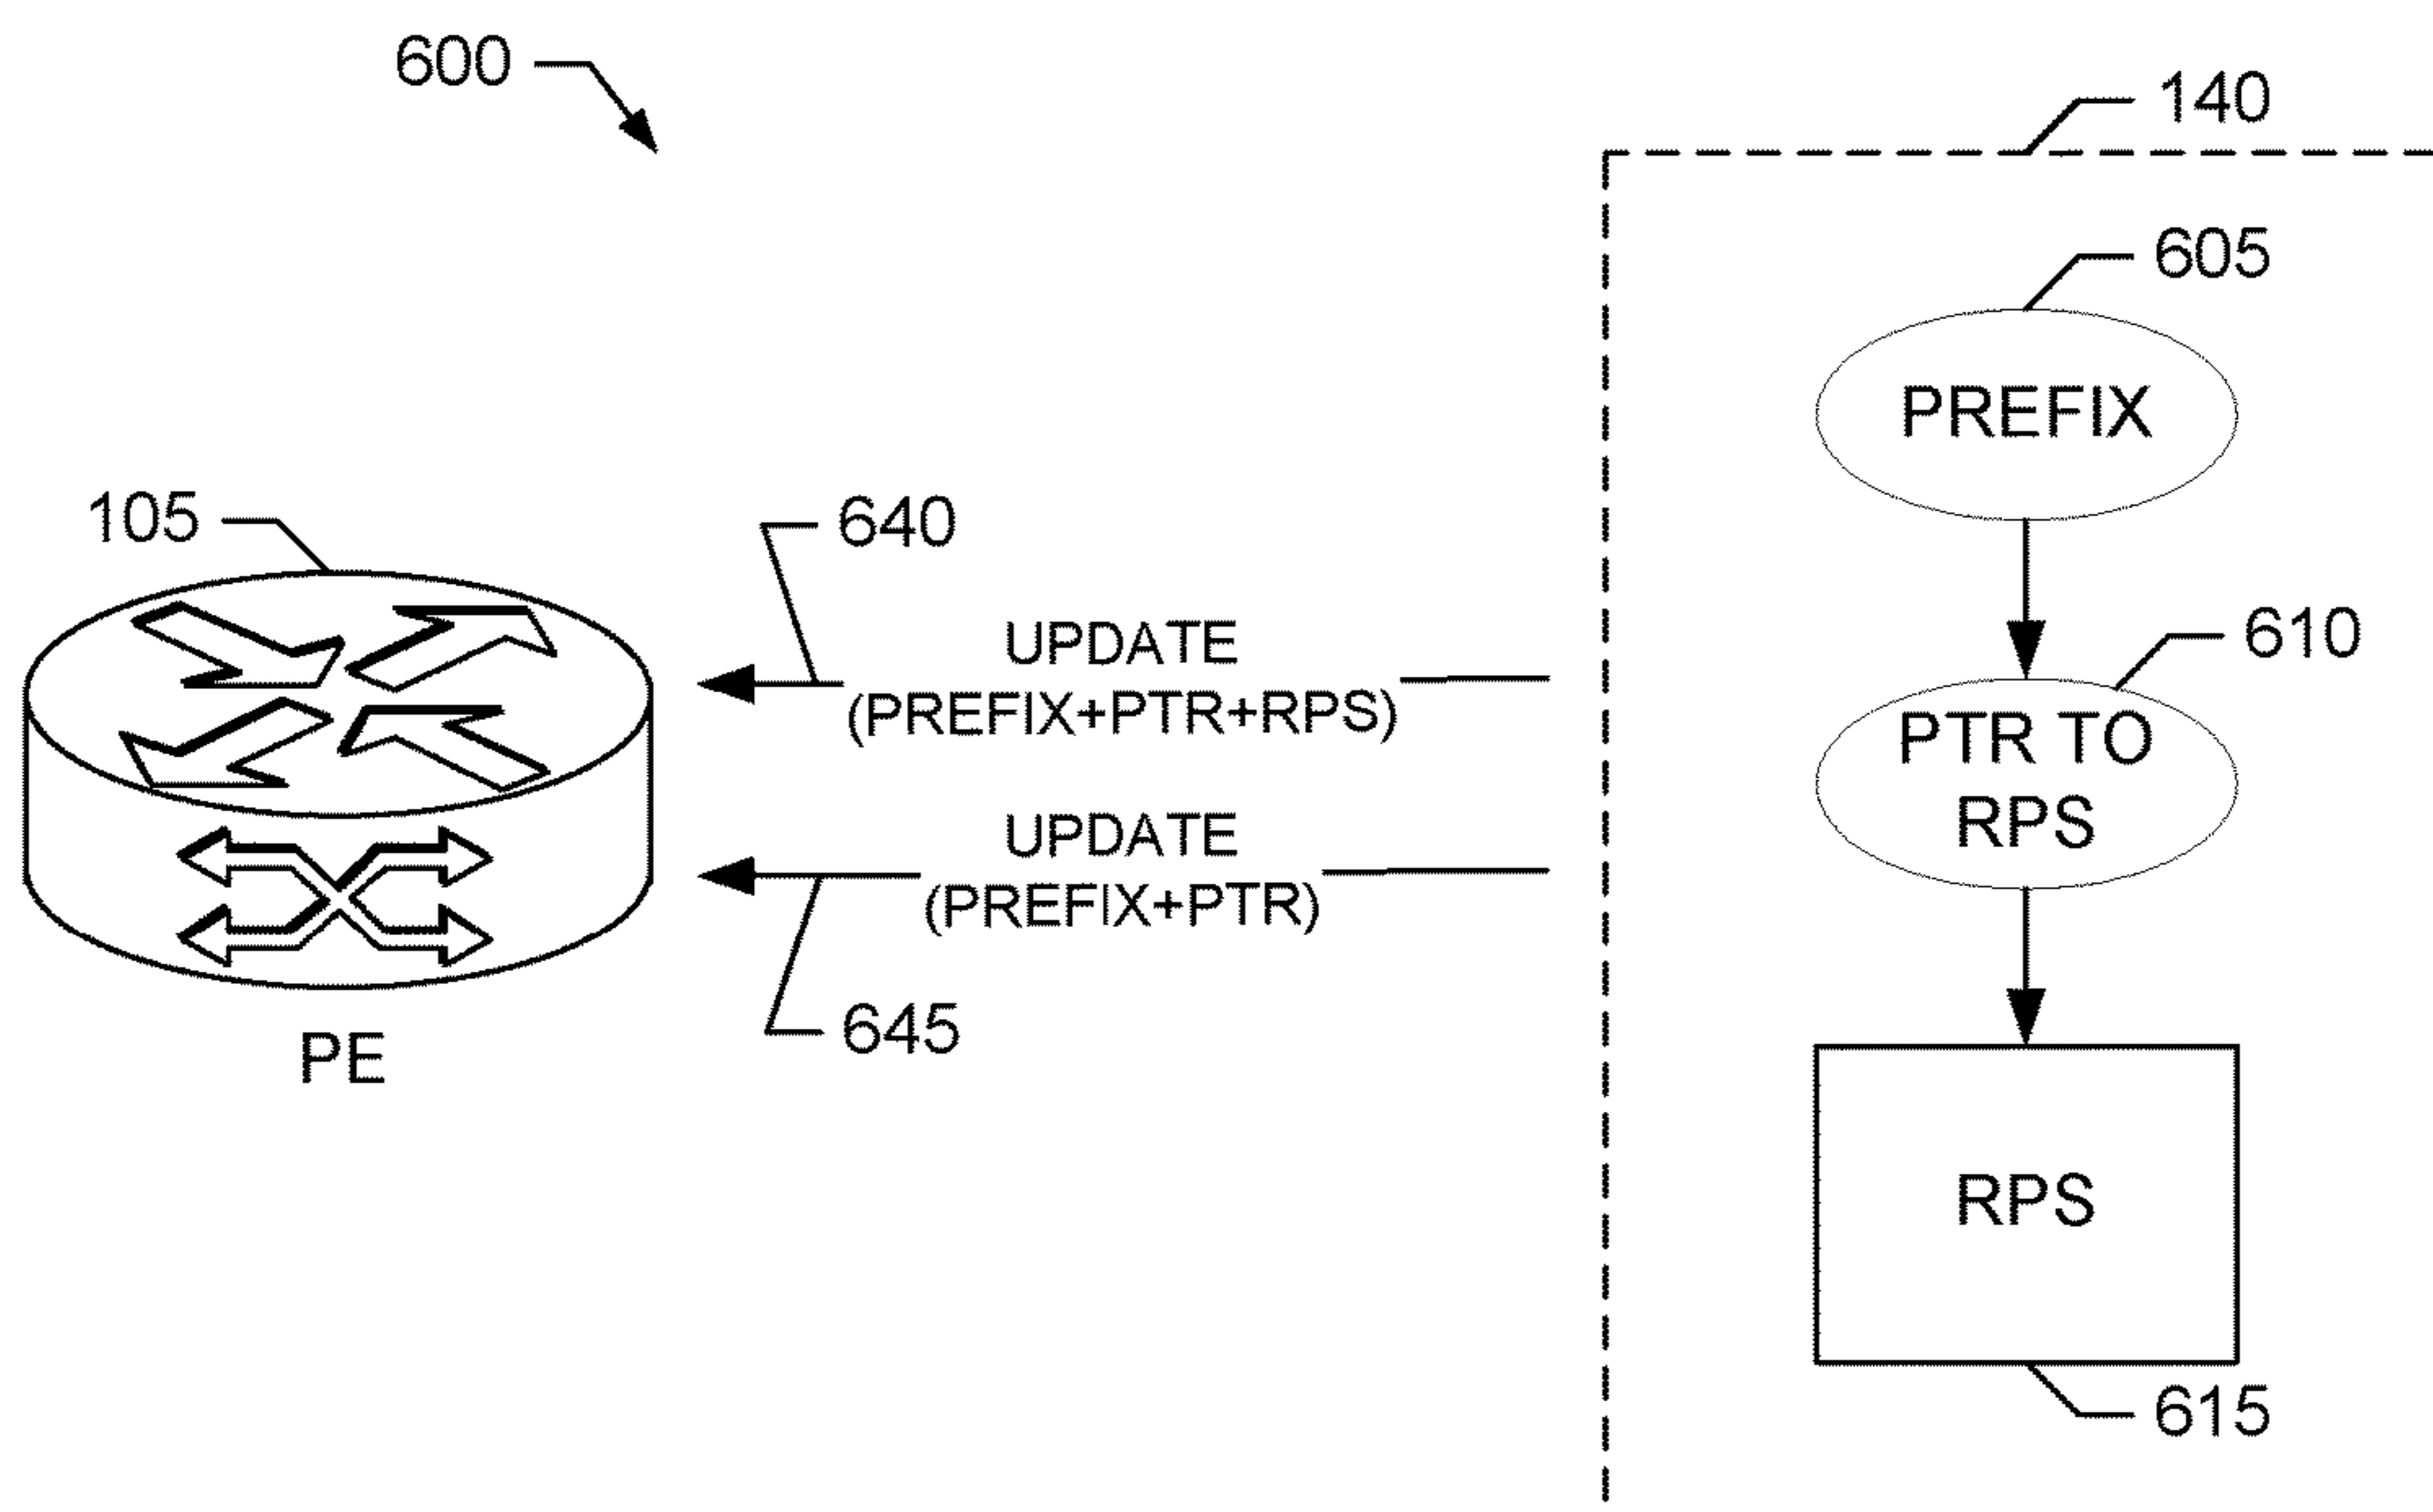 600
140
605
PREFIX
105
640
610
UPDATE
(PREFIX+PTR+RPS)
PTR TO
RPS
UPDATE
(PREFIX+PTR)
645
PE
RPS
615